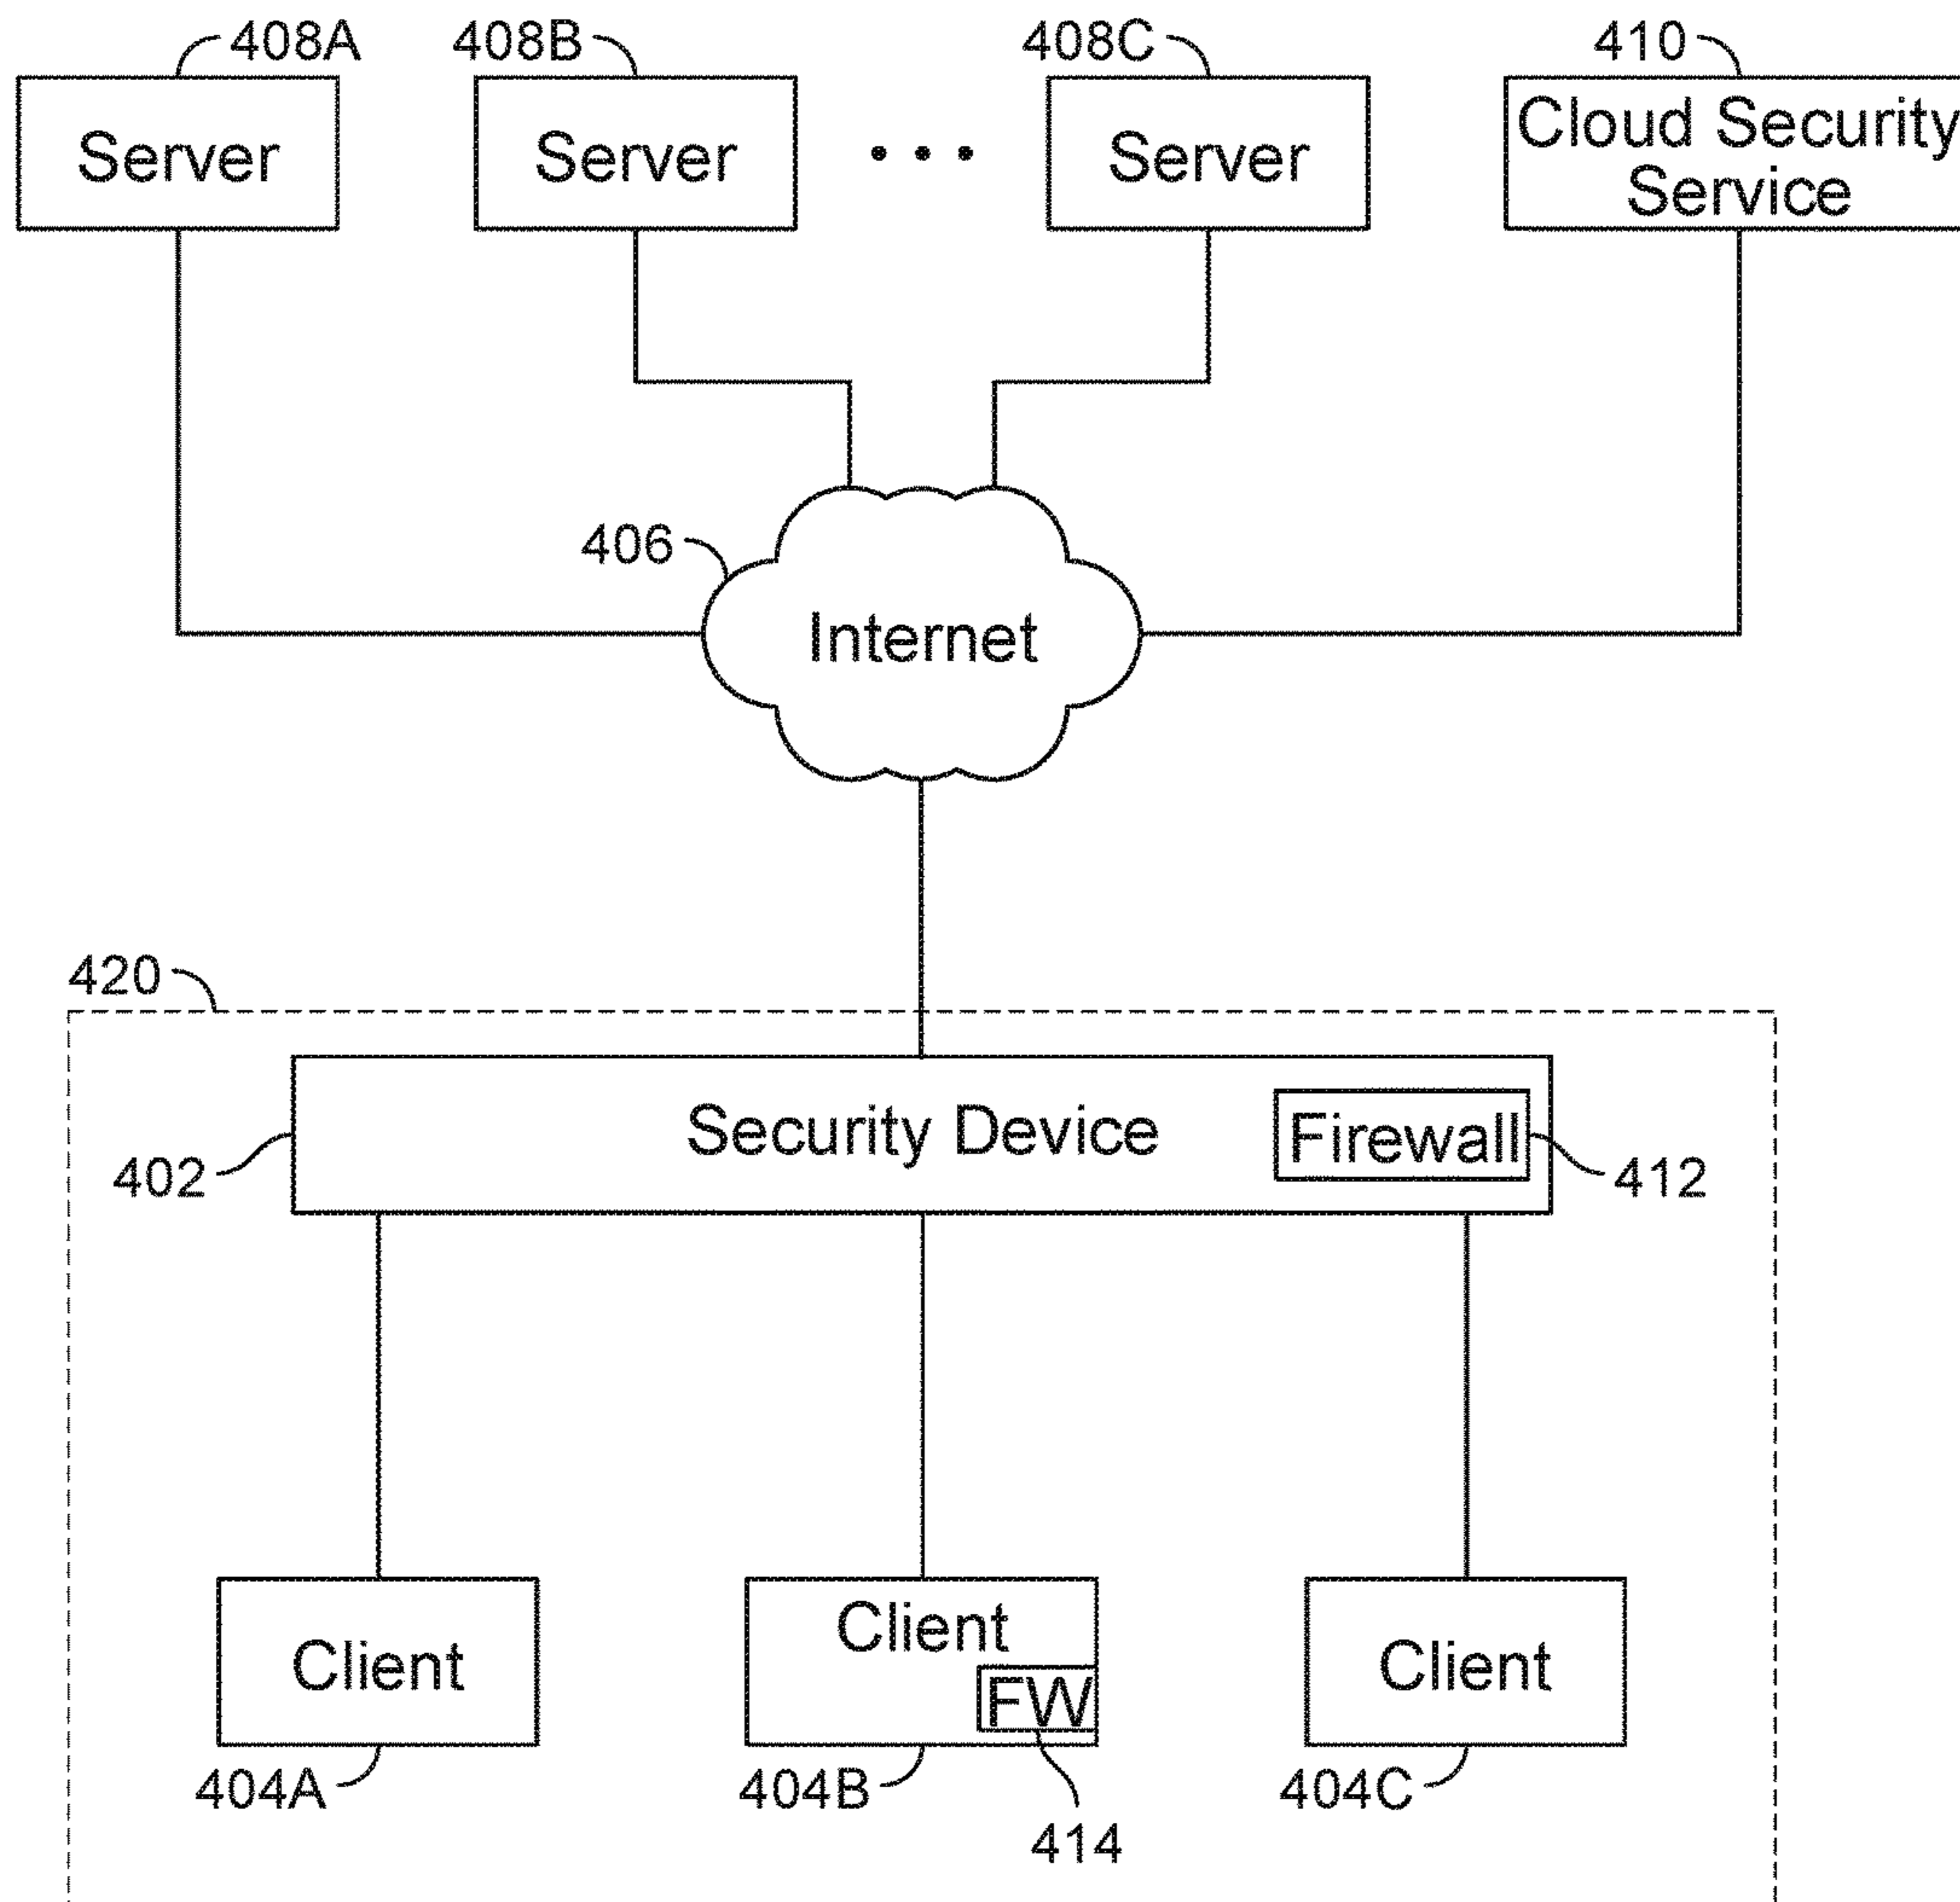 408A
408B
408C
410
Server
Server
Server
Cloud Security
Service
406
Internet
420
Security Device
Firewall
402
412
Client
Client
FW
Client
404A
404B
404C
414